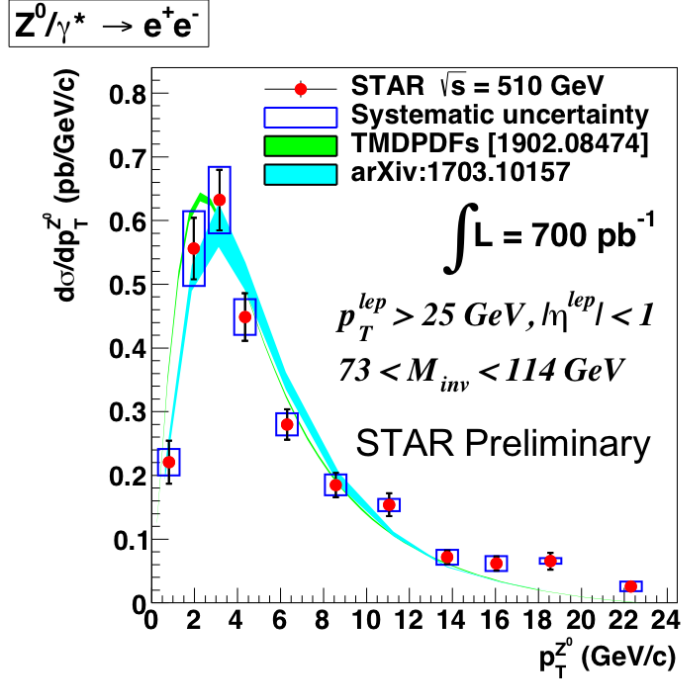 Z⁰/γ* → e⁺e⁻
dσ/dp_T^{Z⁰} (pb/GeV/c)
0.8
0.7
0.6
0.5
0.4
0.3
0.2
0.1
0
STAR √s = 510 GeV
Systematic uncertainty
TMDPDFs [1902.08474]
arXiv:1703.10157
∫L = 700 pb⁻¹
p_T^{lep} > 25 GeV, |η^{lep}| < 1
73 < M_{inv} < 114 GeV
STAR Preliminary
0 2 4 6 8 10 12 14 16 18 20 22 24
p_T^{Z⁰} (GeV/c)